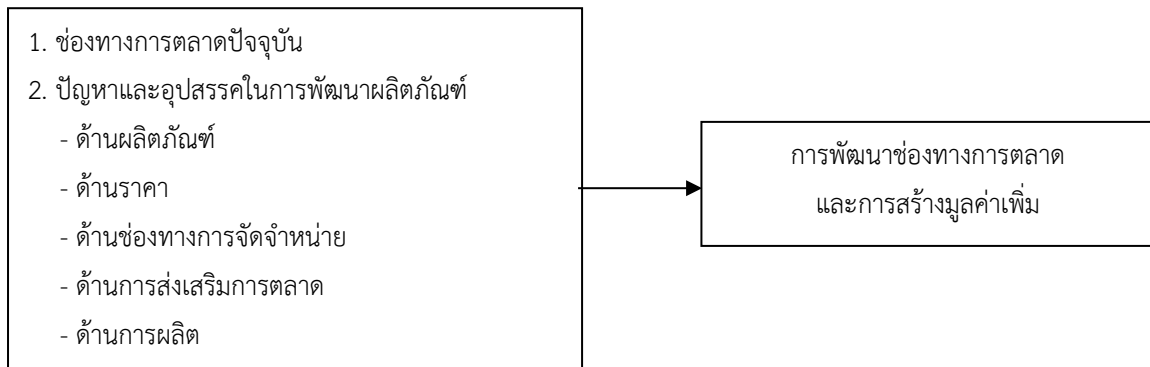 1. ช่องทางการตลาดปัจจุบัน
2. ปัญหาและอุปสรรคในการพัฒนาผลิตภัณฑ์
- ด้านผลิตภัณฑ์
- ด้านราคา
- ด้านช่องทางการจัดจำหน่าย
- ด้านการส่งเสริมการตลาด
- ด้านการผลิต
การพัฒนาช่องทางการตลาด
และการสร้างมูลค่าเพิ่ม